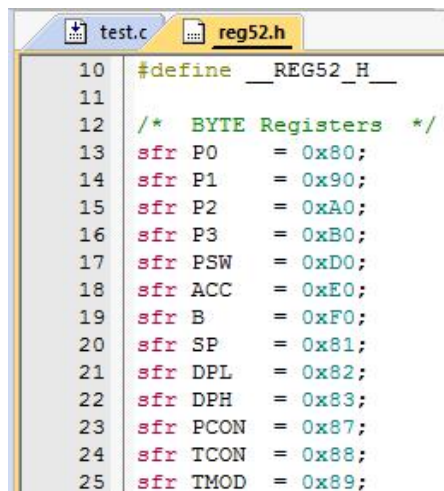 test.c reg52.h
10 #define __REG52_H__
11
12 /* BYTE Registers */
13 sfr P0 = 0x80;
14 sfr P1 = 0x90;
15 sfr P2 = 0xA0;
16 sfr P3 = 0xB0;
17 sfr PSW = 0xD0;
18 sfr ACC = 0xE0;
19 sfr B = 0xF0;
20 sfr SP = 0x81;
21 sfr DPL = 0x82;
22 sfr DPH = 0x83;
23 sfr PCON = 0x87;
24 sfr TCON = 0x88;
25 sfr TMOD = 0x89;